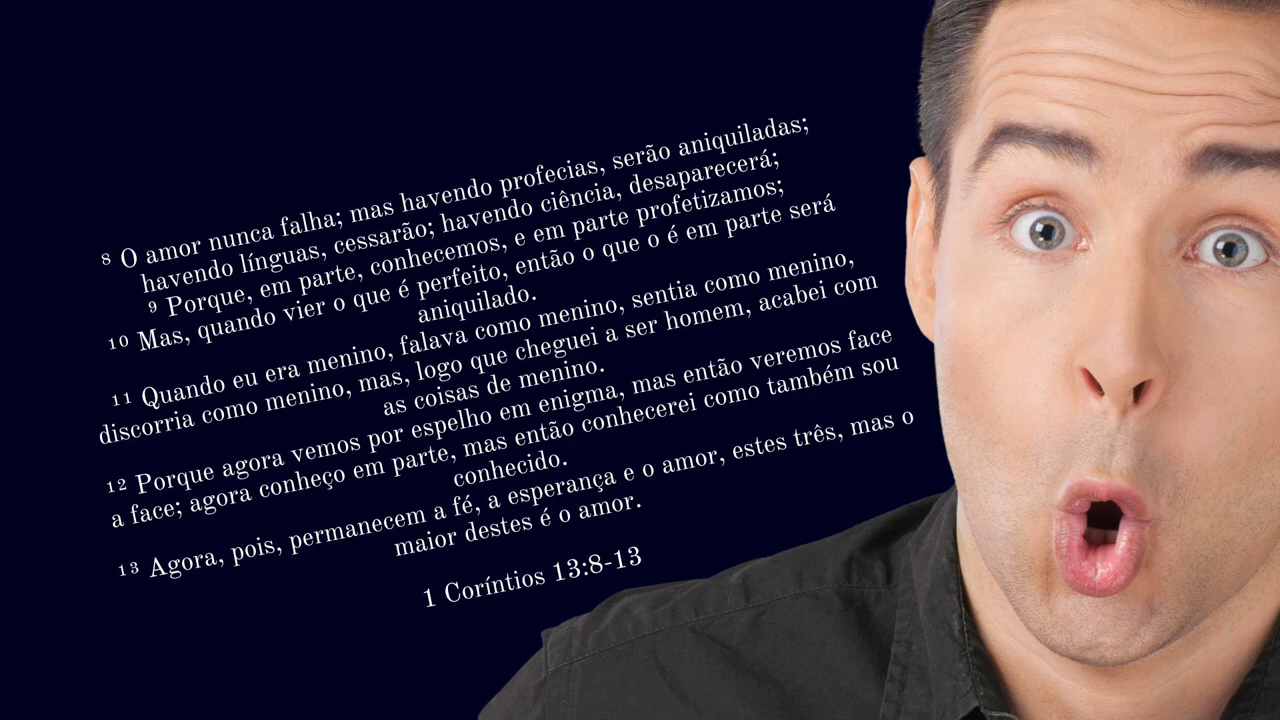 ⁸ O amor nunca falha; mas havendo profecias, serão aniquiladas;
havendo línguas, cessarão; havendo ciência, desaparecerá;
⁹ Porque, em parte, conhecemos, e em parte profetizamos;
¹⁰ Mas, quando vier o que é perfeito, então o que o é em parte será
aniquilado.
¹¹ Quando eu era menino, falava como menino, sentia como menino,
discorria como menino, mas, logo que cheguei a ser homem, acabei com
as coisas de menino.
¹² Porque agora vemos por espelho em enigma, mas então veremos face
a face; agora conheço em parte, mas então conhecerei como também sou
conhecido.
¹³ Agora, pois, permanecem a fé, a esperança e o amor, estes três, mas o
maior destes é o amor.
1 Coríntios 13:8-13